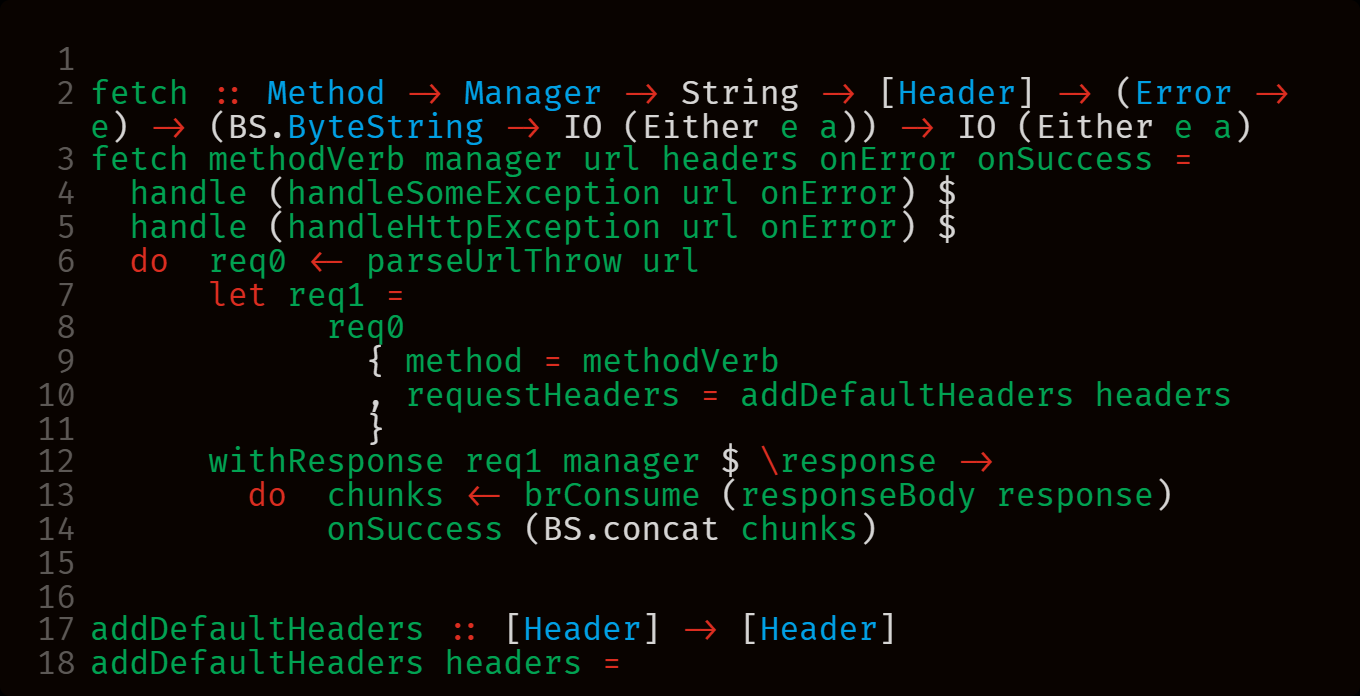 1
2 fetch :: Method -> Manager -> String -> [Header] -> (Error ->
e) -> (BS.ByteString -> IO (Either e a)) -> IO (Either e a)
3 fetch methodVerb manager url headers onError onSuccess =
4   handle (handleSomeException url onError) $
5   handle (handleHttpException url onError) $
6   do  req0 <- parseUrlThrow url
7       let req1 =
8             req0
9               { method = methodVerb
10               , requestHeaders = addDefaultHeaders headers
11               }
12       withResponse req1 manager $ \response ->
13         do  chunks <- brConsume (responseBody response)
14             onSuccess (BS.concat chunks)
15
16
17 addDefaultHeaders :: [Header] -> [Header]
18 addDefaultHeaders headers =